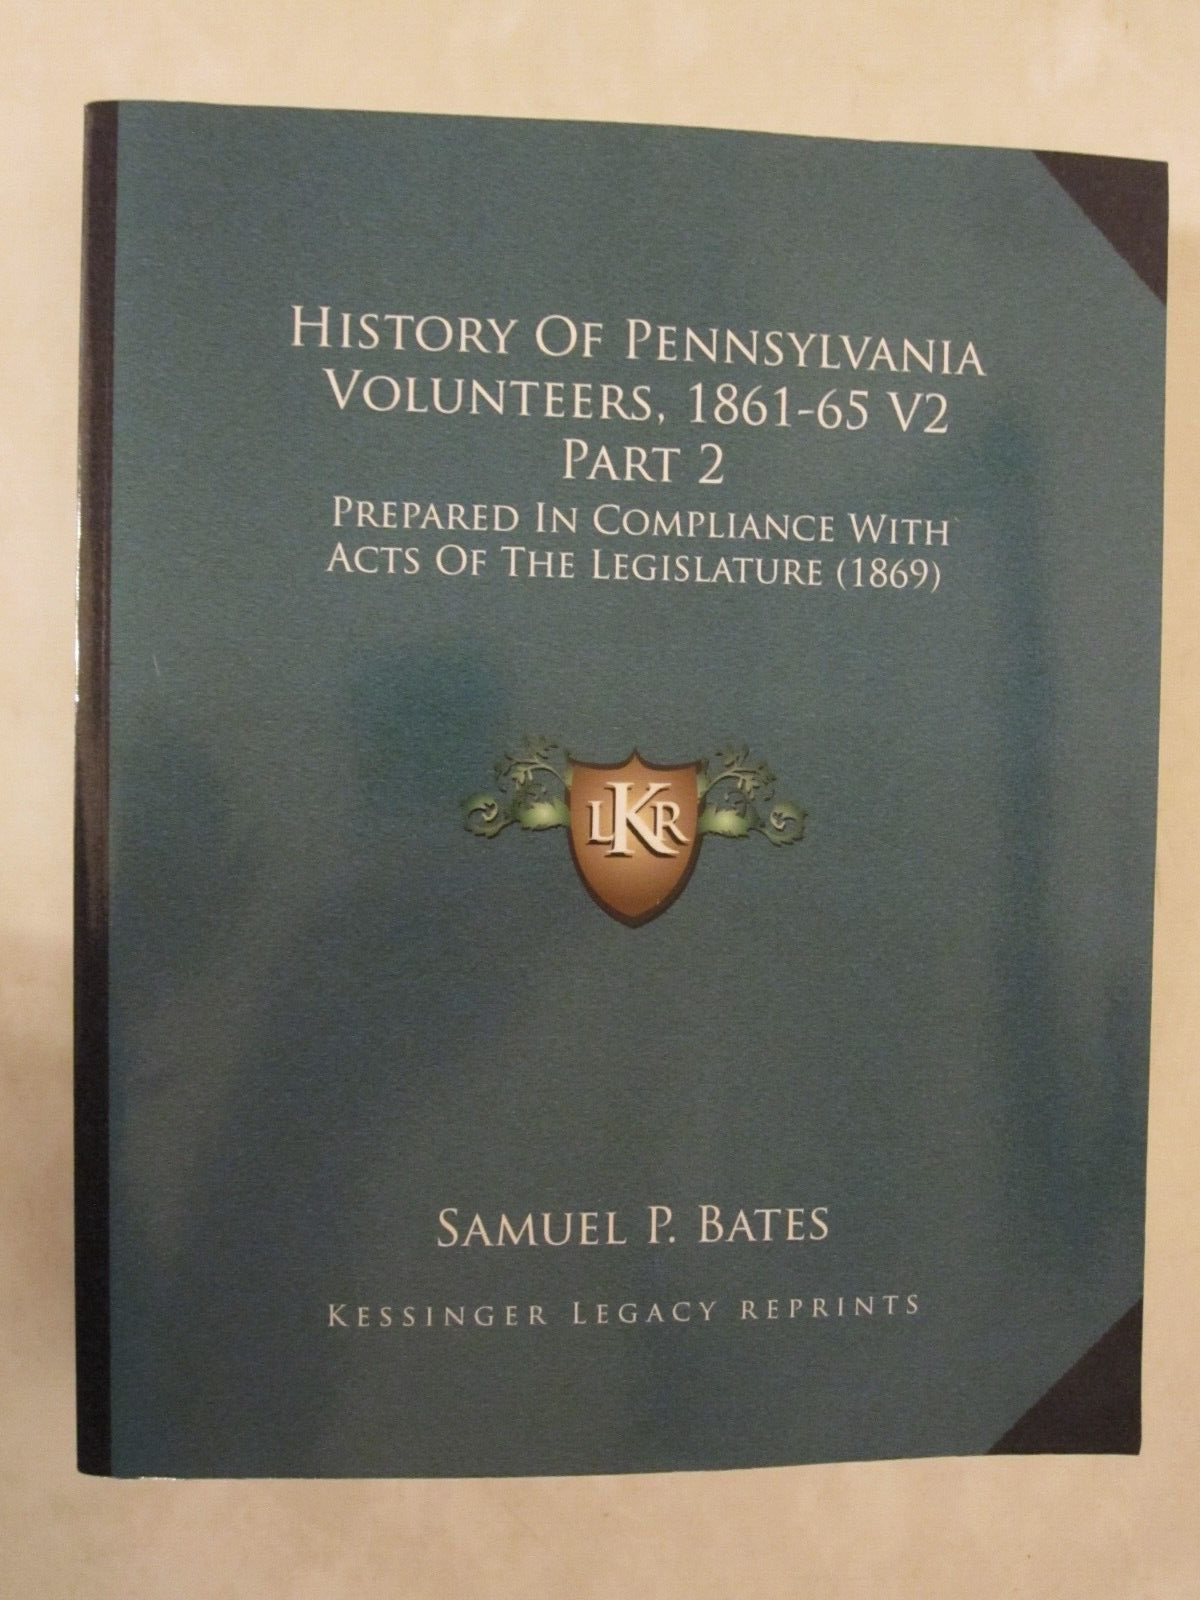 HISTORY OF PENNSYLVANIA
VOLUNTEERS, 1861-65 V2
PART 2
PREPARED IN COMPLIANCE WITH
ACTS OF THE LEGISLATURE (1869)
LKR
SAMUEL P. BATES
KESSINGER LEGACY REPRINTS